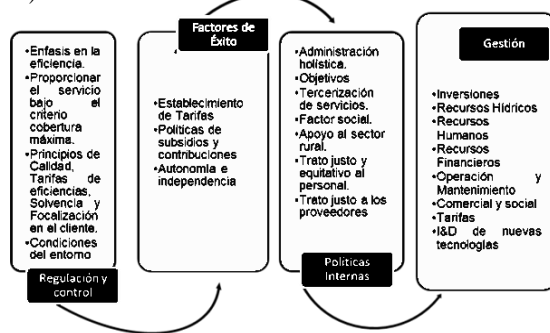 •Enfasis en la
eficiencia.
•Proporcionar
el servicio
bajo el
criterio
cobertura
máxima.
•Principios de
Calidad,
Tarifas de
eficiencias,
Solvencia y
Focalización
en el cliente.
•Condiciones
del entorno
Regulación y
control
Factores de
Éxito
•Establecimiento
de Tarifas
•Políticas de
subsidios y
contribuciones
•Autonomía e
independencia
•Administración
holística.
•Objetivos
•Tercerización
de servicios.
•Factor social.
•Apoyo al sector
rural.
•Trato justo y
equitativo al
personal.
•Trato justo a los
proveedores
Políticas
Internas
Gestión
•Inversiones
•Recursos Hídricos
•Recursos
Humanos
•Recursos
Financieros
•Operación y
Mantenimiento
•Comercial y social
•Tarifas
•I&D de nuevas
tecnologías